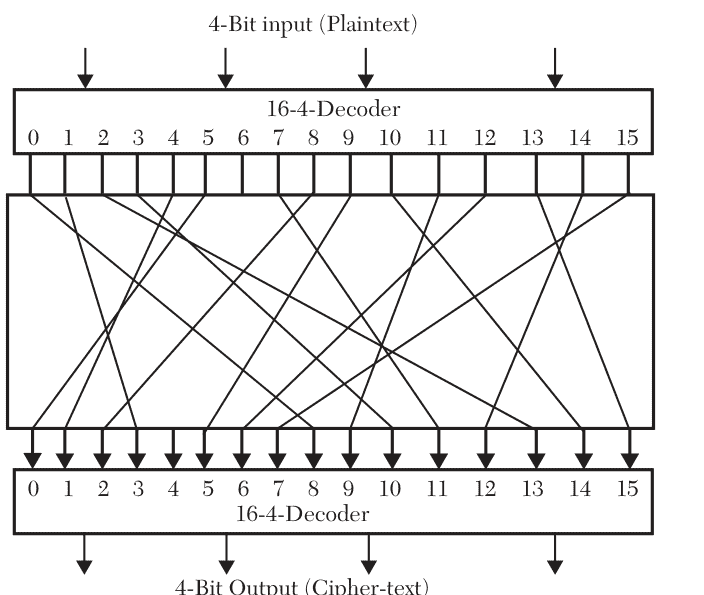 4-Bit input (Plaintext)
16-4-Decoder
0 1 2 3 4 5 6 7 8 9 10 11 12 13 14 15
0 1 2 3 4 5 6 7 8 9 10 11 12 13 14 15
16-4-Decoder
4-Bit Output (Cipher-text)